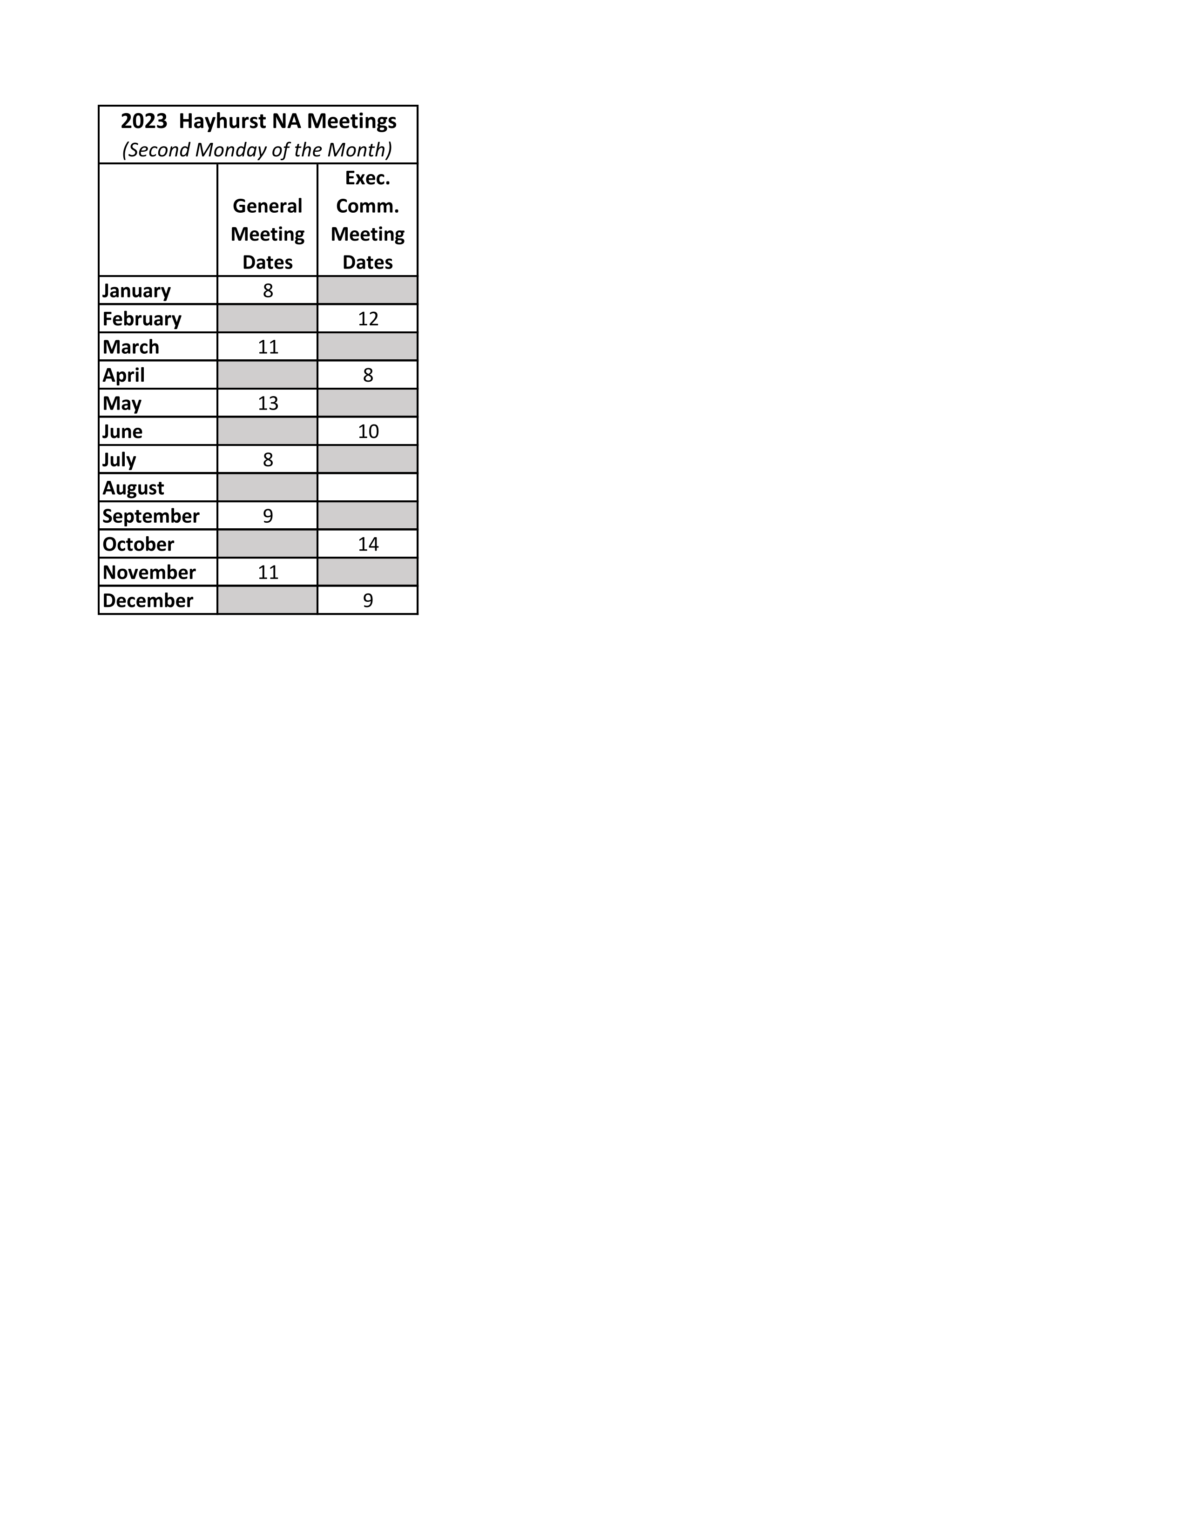 2023  Hayhurst NA Meetings
(Second Monday of the Month)
General Meeting Dates
Exec. Comm. Meeting Dates
January 8
February 12
March 11
April 8
May 13
June 10
July 8
August
September 9
October 14
November 11
December 9